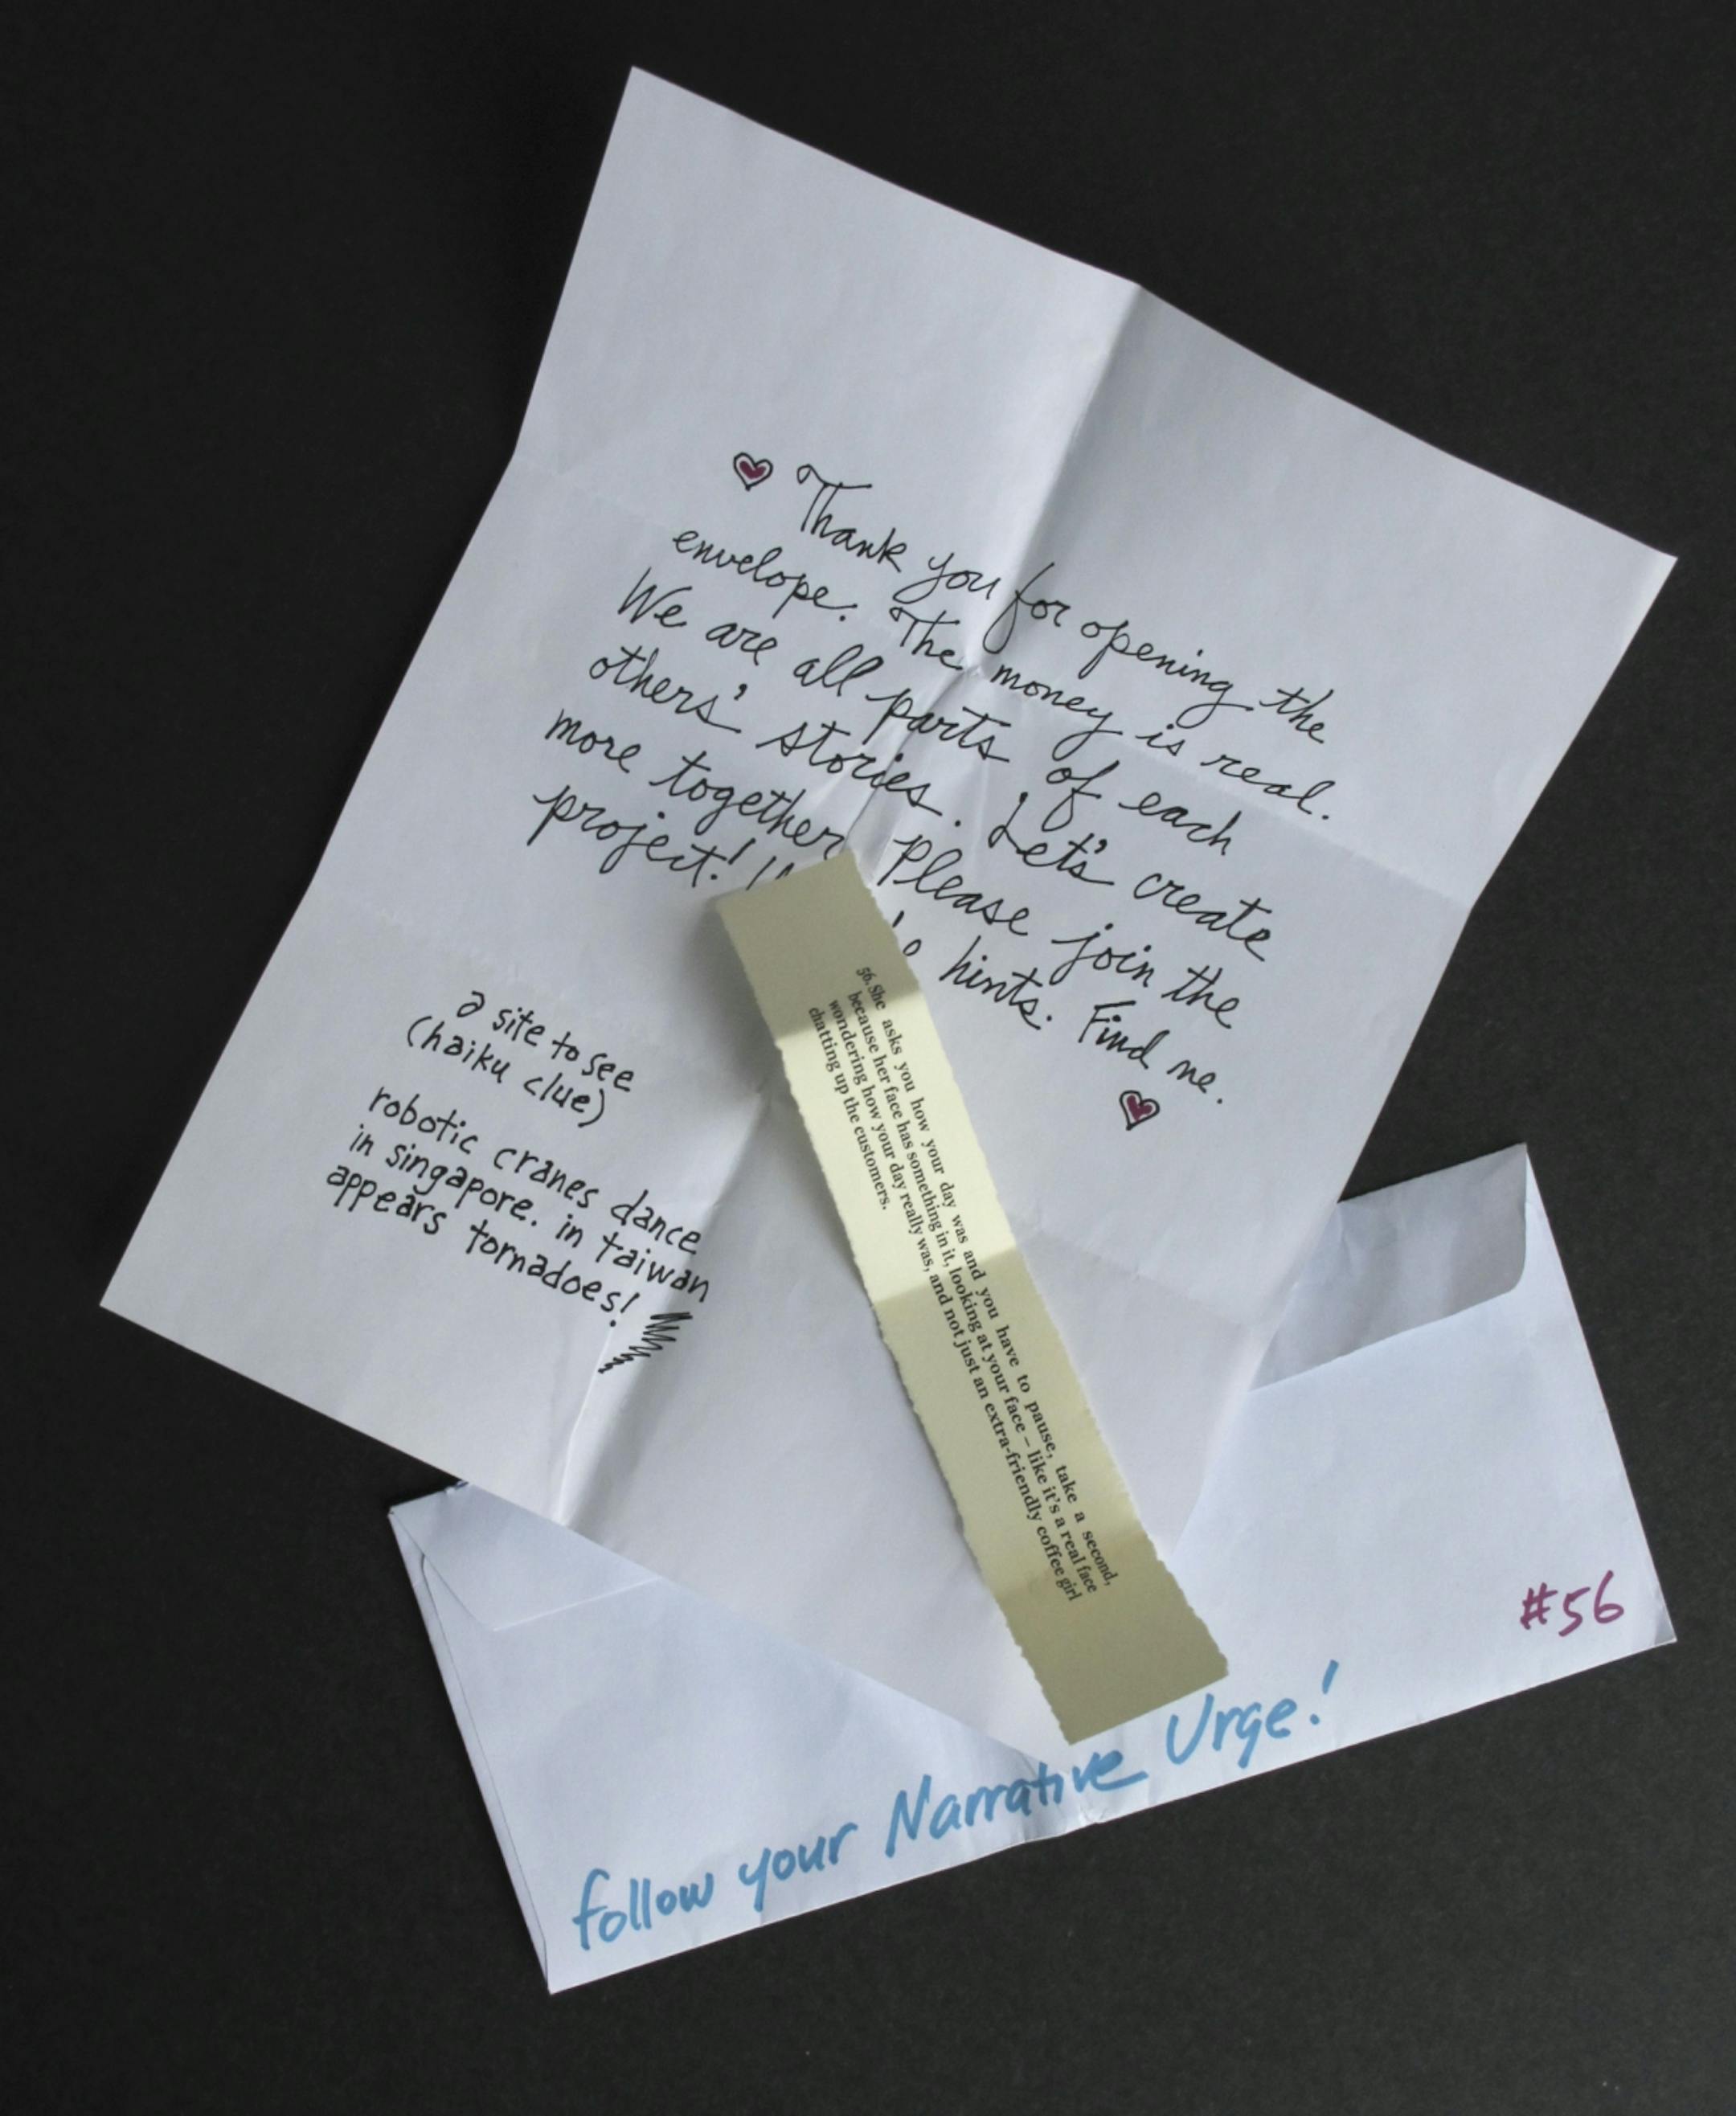 Thank you for opening the
envelope. The money is real.
We are all parts of each
others' stories. Let's create
more together, please join the
project! hints. Find me.
a site to see
(haiku clue)
robotic cranes dance
in singapore. in taiwan
appears tornadoes!
56. She asks you how your day was and you have to pause, take a second,
because her face has something in it, looking at your face – like it's a real face
wondering how your day really was, and not just an extra-friendly coffee girl
chatting up the customers.
#56
follow your Narrative Urge!